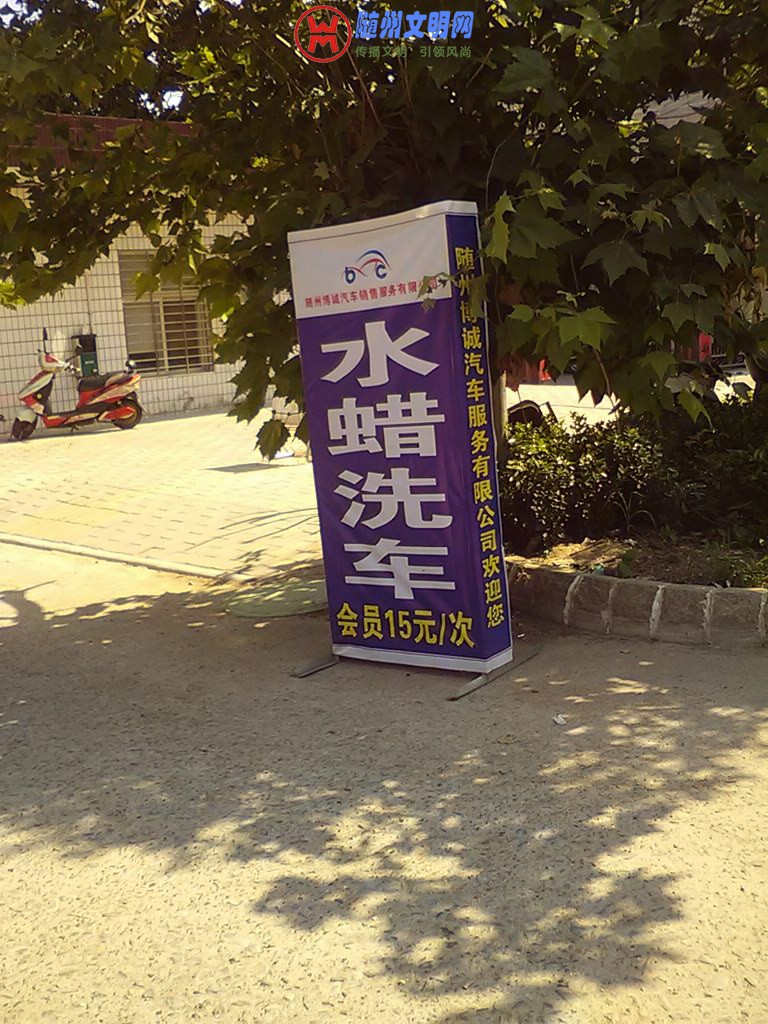 随州文明网
传播文明 引领风尚
bc
随州博诚汽车销售服务有限公司
水蜡洗车
会员15元/次
随州博诚汽车服务有限公司欢迎您